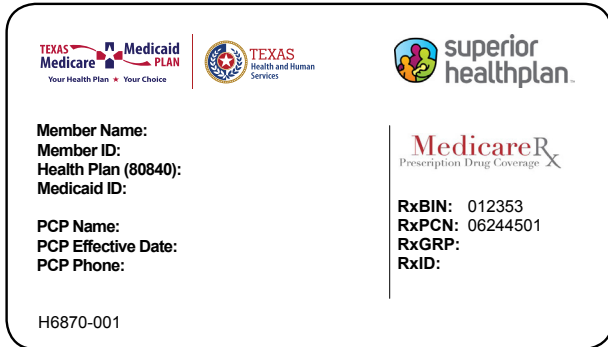 TEXAS Medicaid
Medicare PLAN
Your Health Plan ★ Your Choice
TEXAS
Health and Human
Services
superior
healthplan™
Member Name:
Member ID:
Health Plan (80840):
Medicaid ID:
PCP Name:
PCP Effective Date:
PCP Phone:
H6870-001
MedicareRx
Prescription Drug Coverage
RxBIN: 012353
RxPCN: 06244501
RxGRP:
RxID: